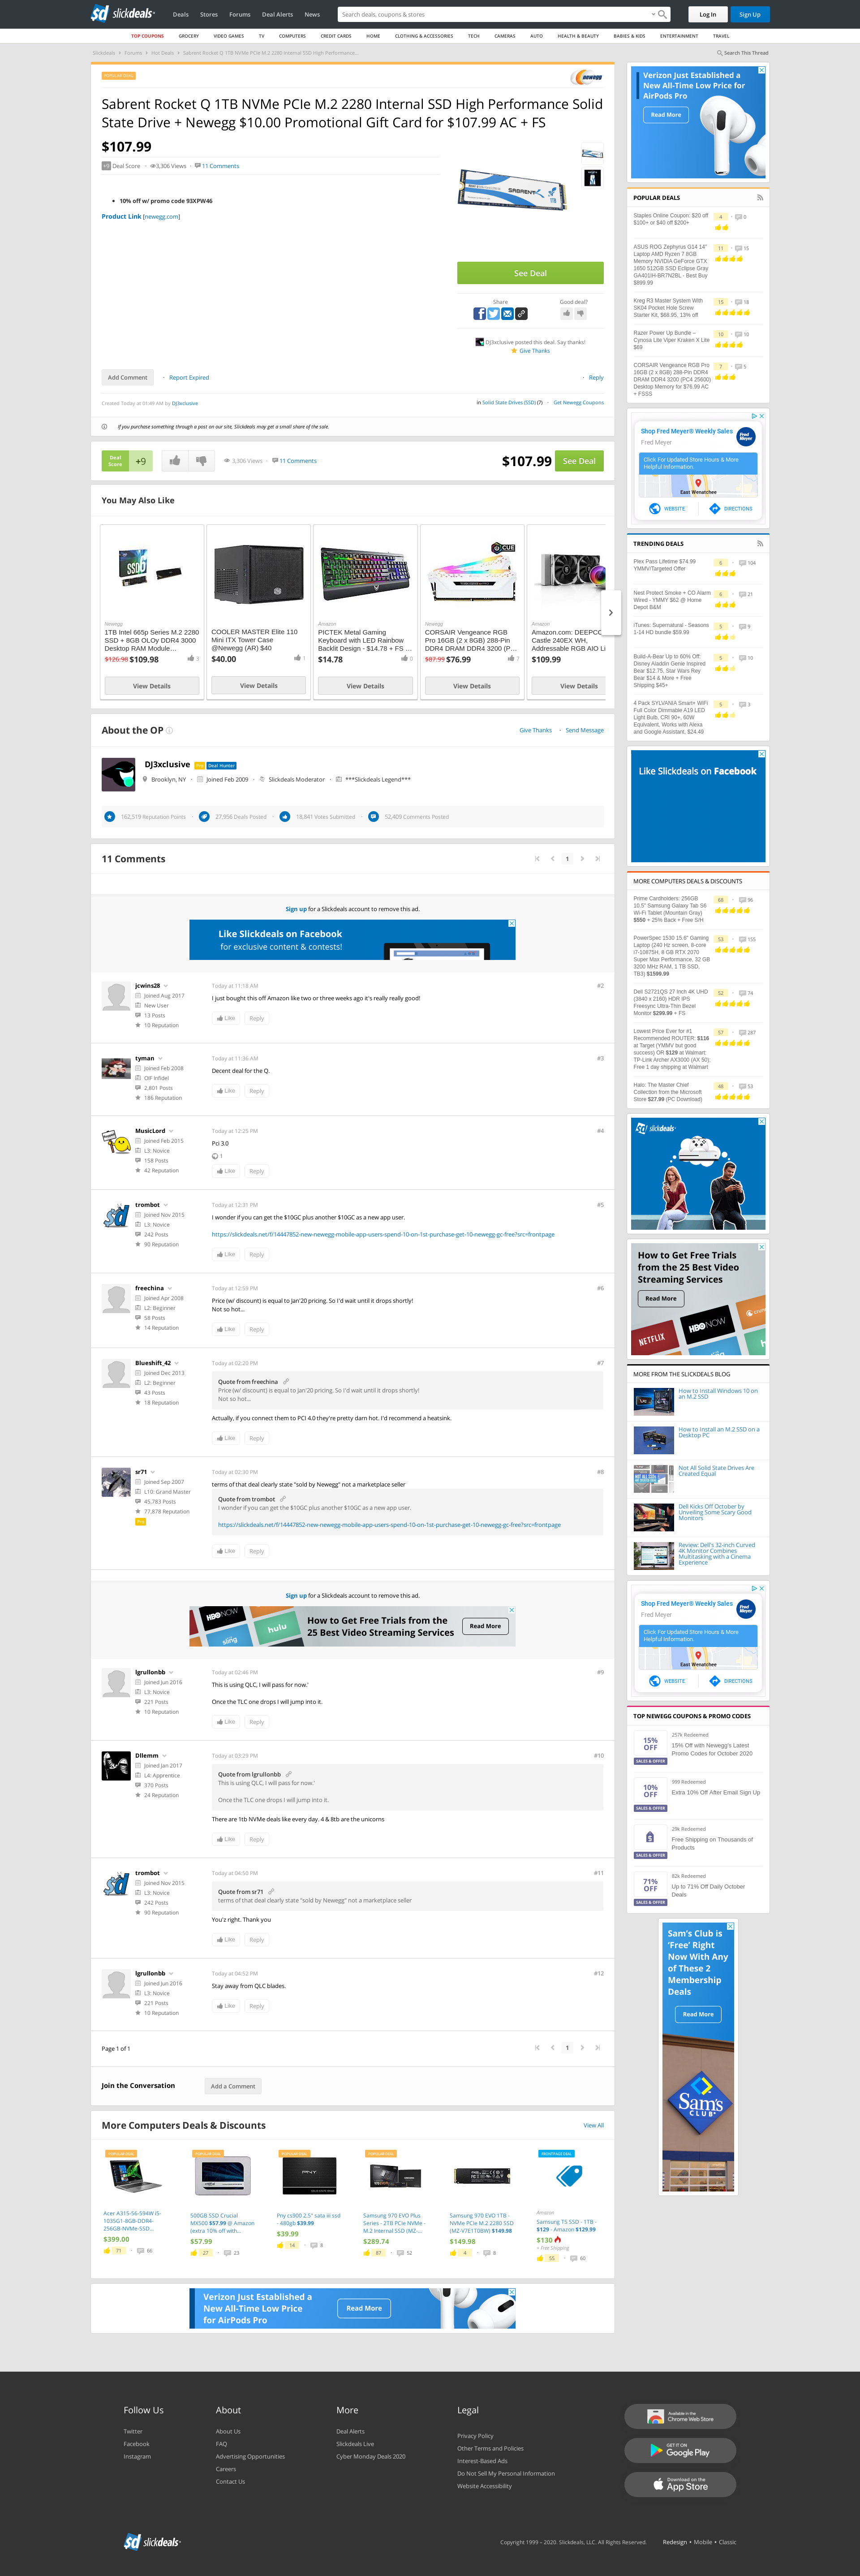 slickdeals
Deals
Stores
Forums
Deal Alerts
News
Search deals, coupons & stores
Log In
Sign Up
TOP COUPONS
GROCERY
VIDEO GAMES
TV
COMPUTERS
CREDIT CARDS
HOME
CLOTHING & ACCESSORIES
TECH
CAMERAS
AUTO
HEALTH & BEAUTY
BABIES & KIDS
ENTERTAINMENT
TRAVEL
Slickdeals > Forums > Hot Deals > Sabrent Rocket Q 1TB NVMe PCIe M.2 2280 Internal SSD High Performance...
Search This Thread
POPULAR DEAL
newegg
Sabrent Rocket Q 1TB NVMe PCIe M.2 2280 Internal SSD High Performance Solid
State Drive + Newegg $10.00 Promotional Gift Card for $107.99 AC + FS
$107.99
+9 Deal Score
3,306 Views
11 Comments
10% off w/ promo code 93XPW46
Product Link [newegg.com]
See Deal
Share
Good deal?
DJ3xclusive posted this deal. Say thanks!
Give Thanks
Add Comment
Report Expired
Reply
Created Today at 01:49 AM by DJ3xclusive
in Solid State Drives (SSD) (7)
Get Newegg Coupons
If you purchase something through a post on our site, Slickdeals may get a small share of the sale.
Deal
Score
+9
3,306 Views
11 Comments
$107.99
See Deal
You May Also Like
Newegg
1TB Intel 665p Series M.2 2280
SSD + 8GB OLOy DDR4 3000
Desktop RAM Module...
$126.98 $109.98
3
View Details
COOLER MASTER Elite 110
Mini ITX Tower Case
@Newegg (AR) $40
$40.00
1
View Details
Amazon
PICTEK Metal Gaming
Keyboard with LED Rainbow
Backlit Design - $14.78 + FS ...
$14.78
0
View Details
Newegg
CORSAIR Vengeance RGB
Pro 16GB (2 x 8GB) 288-Pin
DDR4 DRAM DDR4 3200 (P...
$87.99 $76.99
7
View Details
Amazon
Amazon.com: DEEPCO
Castle 240EX WH,
Addressable RGB AIO Li
$109.99
View Details
About the OP
Give Thanks
Send Message
DJ3xclusive
Pro
Deal Hunter
Brooklyn, NY
Joined Feb 2009
Slickdeals Moderator
***Slickdeals Legend***
162,519 Reputation Points
27,956 Deals Posted
18,841 Votes Submitted
52,409 Comments Posted
11 Comments
1
Sign up for a Slickdeals account to remove this ad.
Like Slickdeals on Facebook
for exclusive content & contests!
jcwins28
Joined Aug 2017
New User
13 Posts
10 Reputation
Today at 11:18 AM
#2
I just bought this off Amazon like two or three weeks ago it's really really good!
Like
Reply
tyman
Joined Feb 2008
OIF Infidel
2,801 Posts
186 Reputation
Today at 11:36 AM
#3
Decent deal for the Q.
Like
Reply
MusicLord
Joined Feb 2015
L3: Novice
158 Posts
42 Reputation
Today at 12:25 PM
#4
Pci 3.0
1
Like
Reply
trombot
Joined Nov 2015
L3: Novice
242 Posts
90 Reputation
Today at 12:31 PM
#5
I wonder if you can get the $10GC plus another $10GC as a new app user.
https://slickdeals.net/f/14447852-new-newegg-mobile-app-users-spend-10-on-1st-purchase-get-10-newegg-gc-free?src=frontpage
Like
Reply
freechina
Joined Apr 2008
L2: Beginner
58 Posts
14 Reputation
Today at 12:59 PM
#6
Price (w/ discount) is equal to Jan'20 pricing. So I'd wait until it drops shortly!
Not so hot...
Like
Reply
Blueshift_42
Joined Dec 2013
L2: Beginner
43 Posts
18 Reputation
Today at 02:20 PM
#7
Quote from freechina
Price (w/ discount) is equal to Jan'20 pricing. So I'd wait until it drops shortly!
Not so hot...
Actually, if you connect them to PCI 4.0 they're pretty darn hot. I'd recommend a heatsink.
Like
Reply
sr71
Joined Sep 2007
L10: Grand Master
45,783 Posts
77,878 Reputation
Pro
Today at 02:30 PM
#8
terms of that deal clearly state "sold by Newegg" not a marketplace seller
Quote from trombot
I wonder if you can get the $10GC plus another $10GC as a new app user.
https://slickdeals.net/f/14447852-new-newegg-mobile-app-users-spend-10-on-1st-purchase-get-10-newegg-gc-free?src=frontpage
Like
Reply
Sign up for a Slickdeals account to remove this ad.
HBO NOW
sling
hulu
How to Get Free Trials from the
25 Best Video Streaming Services
Read More
lgrullonbb
Joined Jun 2016
L3: Novice
221 Posts
10 Reputation
Today at 02:46 PM
#9
This is using QLC, I will pass for now.'
Once the TLC one drops I will jump into it.
Like
Reply
Dllemm
Joined Jan 2017
L4: Apprentice
370 Posts
24 Reputation
Today at 03:29 PM
#10
Quote from lgrullonbb
This is using QLC, I will pass for now.'
Once the TLC one drops I will jump into it.
There are 1tb NVMe deals like every day. 4 & 8tb are the unicorns
Like
Reply
trombot
Joined Nov 2015
L3: Novice
242 Posts
90 Reputation
Today at 04:50 PM
#11
Quote from sr71
terms of that deal clearly state "sold by Newegg" not a marketplace seller
You'z right. Thank you
Like
Reply
lgrullonbb
Joined Jun 2016
L3: Novice
221 Posts
10 Reputation
Today at 04:52 PM
#12
Stay away from QLC blades.
Like
Reply
Page 1 of 1
1
Join the Conversation
Add a Comment
More Computers Deals & Discounts
View All
POPULAR DEAL
Acer A315-56-594W i5-
1035G1-8GB-DDR4-
256GB-NVMe-SSD...
$399.00
71
66
POPULAR DEAL
500GB SSD Crucial
MX500 $57.99 @ Amazon
(extra 10% off with...
$57.99
27
23
POPULAR DEAL
Pny cs900 2.5" sata iii ssd
- 480gb $39.99
$39.99
14
8
POPULAR DEAL
Samsung 970 EVO Plus
Series - 2TB PCIe NVMe -
M.2 Internal SSD (MZ-...
$289.74
87
52
Samsung 970 EVO 1TB -
NVMe PCIe M.2 2280 SSD
(MZ-V7E1T0BW) $149.98
$149.98
4
8
FRONTPAGE DEAL
Amazon
Samsung T5 SSD - 1TB -
$129 - Amazon $129.99
$130
+ Free Shipping
55
60
Verizon Just Established a
New All-Time Low Price
for AirPods Pro
Read More
Verizon Just Established a
New All-Time Low Price for
AirPods Pro
Read More
POPULAR DEALS
Staples Online Coupon: $20 off
$100+ or $40 off $200+
4
0
ASUS ROG Zephyrus G14 14"
Laptop AMD Ryzen 7 8GB
Memory NVIDIA GeForce GTX
1650 512GB SSD Eclipse Gray
GA401IH-BR7N2BL - Best Buy
$899.99
11
15
Kreg R3 Master System With
SK04 Pocket Hole Screw
Starter Kit, $68.95, 13% off
15
18
Razer Power Up Bundle –
Cynosa Lite Viper Kraken X Lite
$69
10
10
CORSAIR Vengeance RGB Pro
16GB (2 x 8GB) 288-Pin DDR4
DRAM DDR4 3200 (PC4 25600)
Desktop Memory for $76.99 AC
+ FSSS
7
5
Shop Fred Meyer® Weekly Sales
Fred Meyer
Click For Updated Store Hours & More
Helpful Information.
East Wenatchee
WEBSITE
DIRECTIONS
TRENDING DEALS
Plex Pass Lifetime $74.99
YMMV/Targeted Offer
6
104
Nest Protect Smoke + CO Alarm
Wired - YMMY $62 @ Home
Depot B&M
6
21
iTunes: Supernatural - Seasons
1-14 HD bundle $59.99
5
9
Build-A-Bear Up to 60% Off:
Disney Aladdin Genie Inspired
Bear $12.75, Star Wars Rey
Bear $14 & More + Free
Shipping $45+
5
10
4 Pack SYLVANIA Smart+ WiFi
Full Color Dimmable A19 LED
Light Bulb, CRI 90+, 60W
Equivalent, Works with Alexa
and Google Assistant, $24.49
5
3
Like Slickdeals on Facebook
MORE COMPUTERS DEALS & DISCOUNTS
Prime Cardholders: 256GB
10.5" Samsung Galaxy Tab S6
Wi-Fi Tablet (Mountain Gray)
$550 + 25% Back + Free S/H
68
96
PowerSpec 1530 15.6" Gaming
Laptop (240 Hz screen, 8-core
i7-10875H, 8 GB RTX 2070
Super Max Performance, 32 GB
3200 MHz RAM, 1 TB SSD,
TB3) $1599.99
53
155
Dell S2721QS 27 Inch 4K UHD
(3840 x 2160) HDR IPS
Freesync Ultra-Thin Bezel
Monitor $299.99 + FS
52
74
Lowest Price Ever for #1
Recommended ROUTER: $116
at Target (YMMV but good
success) OR $129 at Walmart:
TP-Link Archer AX3000 (AX 50);
Free 1 day shipping at Walmart
57
287
Halo: The Master Chief
Collection from the Microsoft
Store $27.99 (PC Download)
48
53
slickdeals
How to Get Free Trials from
the 25 Best Video
Streaming Services
Read More
NETFLIX
HBO NOW
MORE FROM THE SLICKDEALS BLOG
How to Install Windows 10 on
an M.2 SSD
How to Install an M.2 SSD on a
Desktop PC
Not All Solid State Drives Are
Created Equal
Dell Kicks Off October by
Unveiling Some Scary Good
Monitors
Review: Dell's 32-inch Curved
4K Monitor Combines
Multitasking with a Cinema
Experience
Shop Fred Meyer® Weekly Sales
Fred Meyer
Click For Updated Store Hours & More
Helpful Information.
East Wenatchee
WEBSITE
DIRECTIONS
TOP NEWEGG COUPONS & PROMO CODES
15%
OFF
SALES & OFFER
257k Redeemed
15% Off with Newegg's Latest
Promo Codes for October 2020
10%
OFF
SALES & OFFER
999 Redeemed
Extra 10% Off After Email Sign Up
SALES & OFFER
29k Redeemed
Free Shipping on Thousands of
Products
71%
OFF
SALES & OFFER
82k Redeemed
Up to 71% Off Daily October
Deals
Sam's Club is
'Free' Right
Now With Any
of These 2
Membership
Deals
Read More
Sam's
CLUB
Follow Us
Twitter
Facebook
Instagram
About
About Us
FAQ
Advertising Opportunities
Careers
Contact Us
More
Deal Alerts
Slickdeals Live
Cyber Monday Deals 2020
Legal
Privacy Policy
Other Terms and Policies
Interest-Based Ads
Do Not Sell My Personal Information
Website Accessibility
Available in the
Chrome Web Store
GET IT ON
Google Play
Download on the
App Store
slickdeals
Copyright 1999 – 2020. Slickdeals, LLC. All Rights Reserved.
Redesign • Mobile • Classic